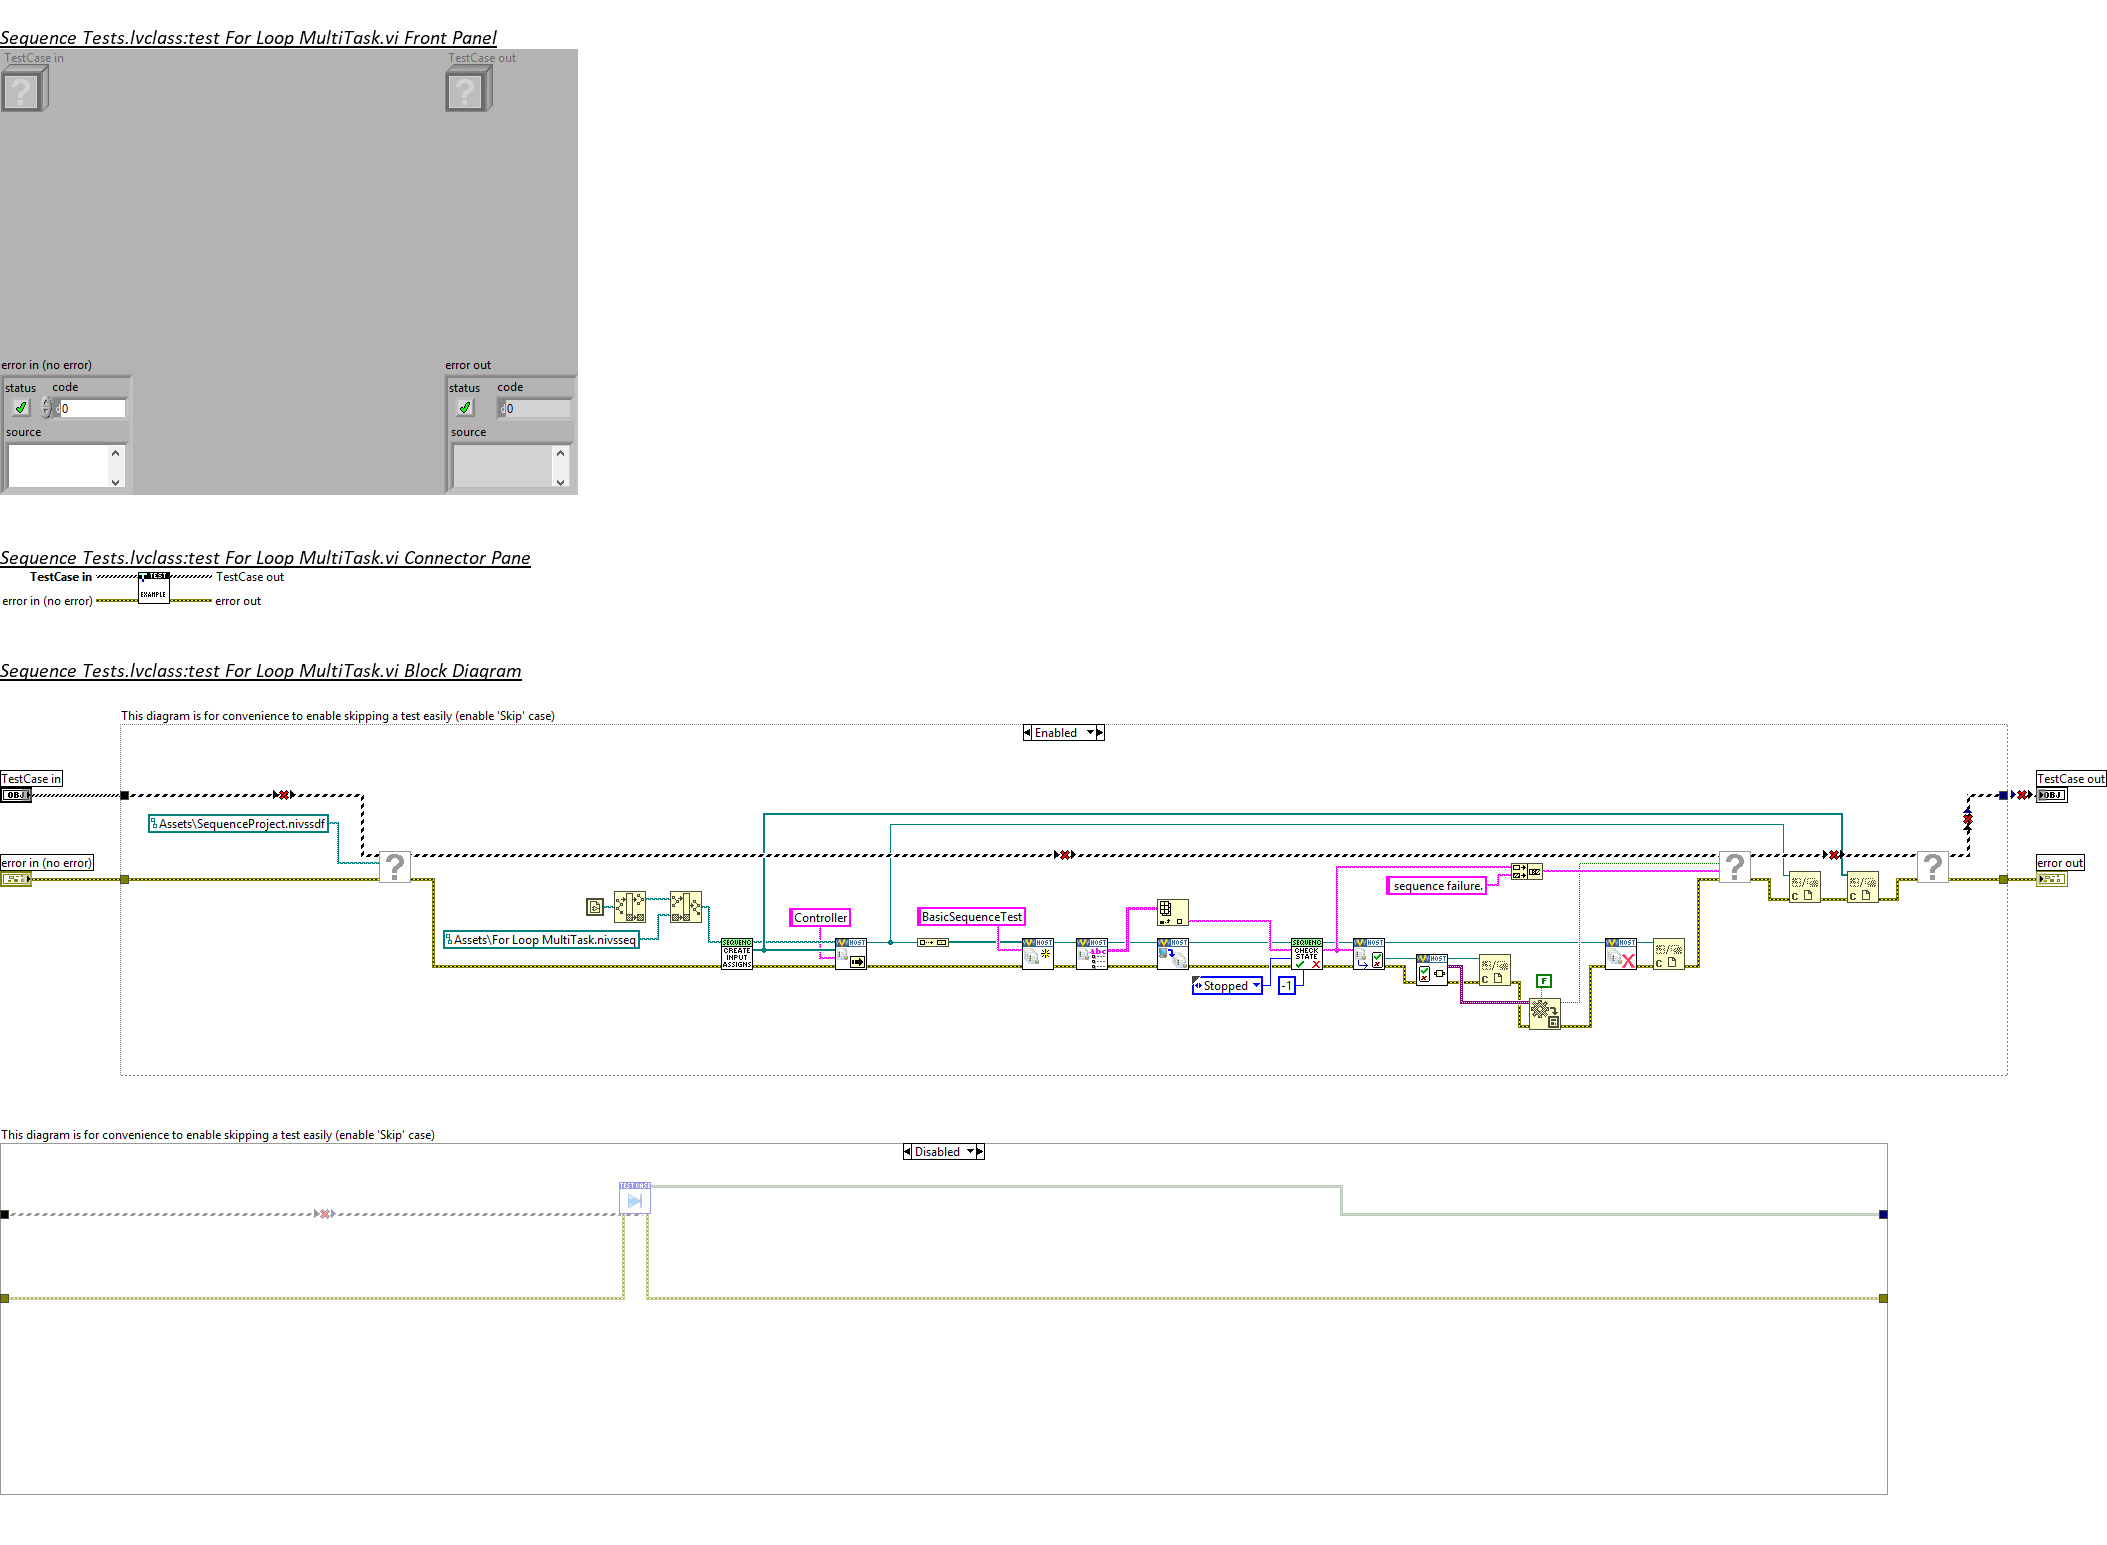 Sequence Tests.lvclass:test For Loop MultiTask.vi Front Panel
TestCase in
TestCase out
error in (no error)
error out
status code
0
source
status code
0
source
Sequence Tests.lvclass:test For Loop MultiTask.vi Connector Pane
TestCase in
TestCase out
TEST
EXAMPLE
error in (no error)
error out
Sequence Tests.lvclass:test For Loop MultiTask.vi Block Diagram
This diagram is for convenience to enable skipping a test easily (enable 'Skip' case)
Enabled
TestCase in
OBJ
TestCase out
OBJ
Assets\SequenceProject.nivssdf
error in (no error)
error out
sequence failure.
Controller
BasicSequenceTest
Assets\For Loop MultiTask.nivsseq
SEQUENC
CREATE
INPUT
ASSIGNS
HOST
HOST
HOST
abc
HOST
SEQUENC
CHECK
STATE
HOST
HOST
HOST
Stopped
-1
F
C
C
C
C
This diagram is for convenience to enable skipping a test easily (enable 'Skip' case)
Disabled
TEST CASE